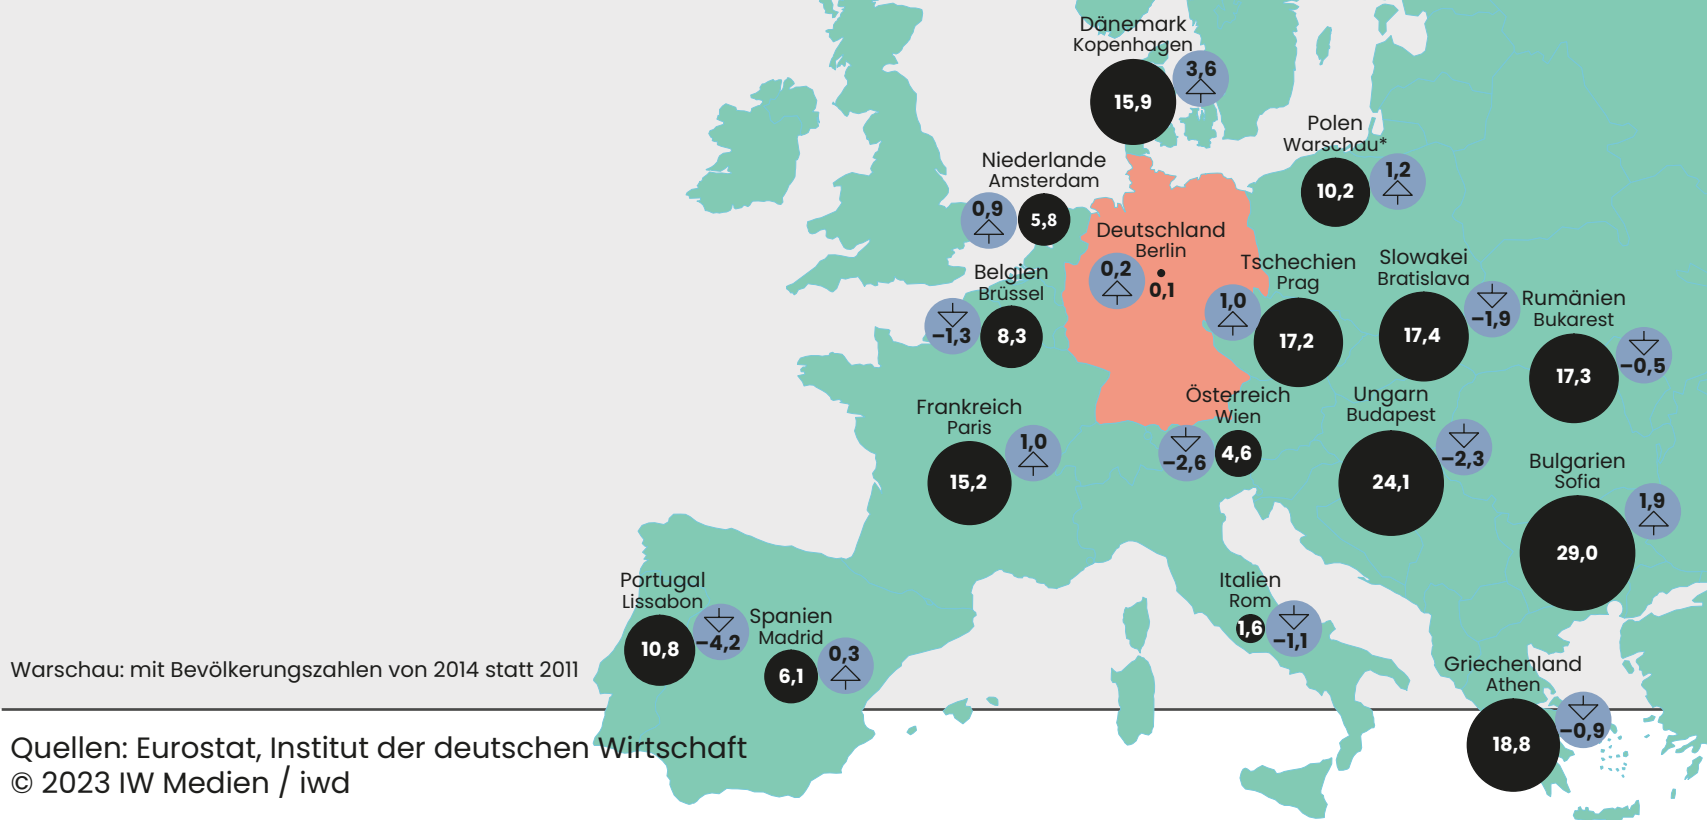 Dänemark
Kopenhagen
15,9
3,6
Polen
Warschau*
10,2
1,2
Niederlande
Amsterdam
0,9
5,8
Deutschland
Berlin
0,2
0,1
Belgien
Brüssel
–1,3
8,3
Tschechien
Prag
1,0
17,2
Slowakei
Bratislava
17,4
–1,9
Rumänien
Bukarest
17,3
–0,5
Österreich
Wien
–2,6
4,6
Ungarn
Budapest
24,1
–2,3
Frankreich
Paris
15,2
1,0
Bulgarien
Sofia
29,0
1,9
Portugal
Lissabon
10,8
–4,2
Spanien
Madrid
6,1
0,3
Italien
Rom
1,6
–1,1
Griechenland
Athen
18,8
–0,9
Warschau: mit Bevölkerungszahlen von 2014 statt 2011
Quellen: Eurostat, Institut der deutschen Wirtschaft
© 2023 IW Medien / iwd